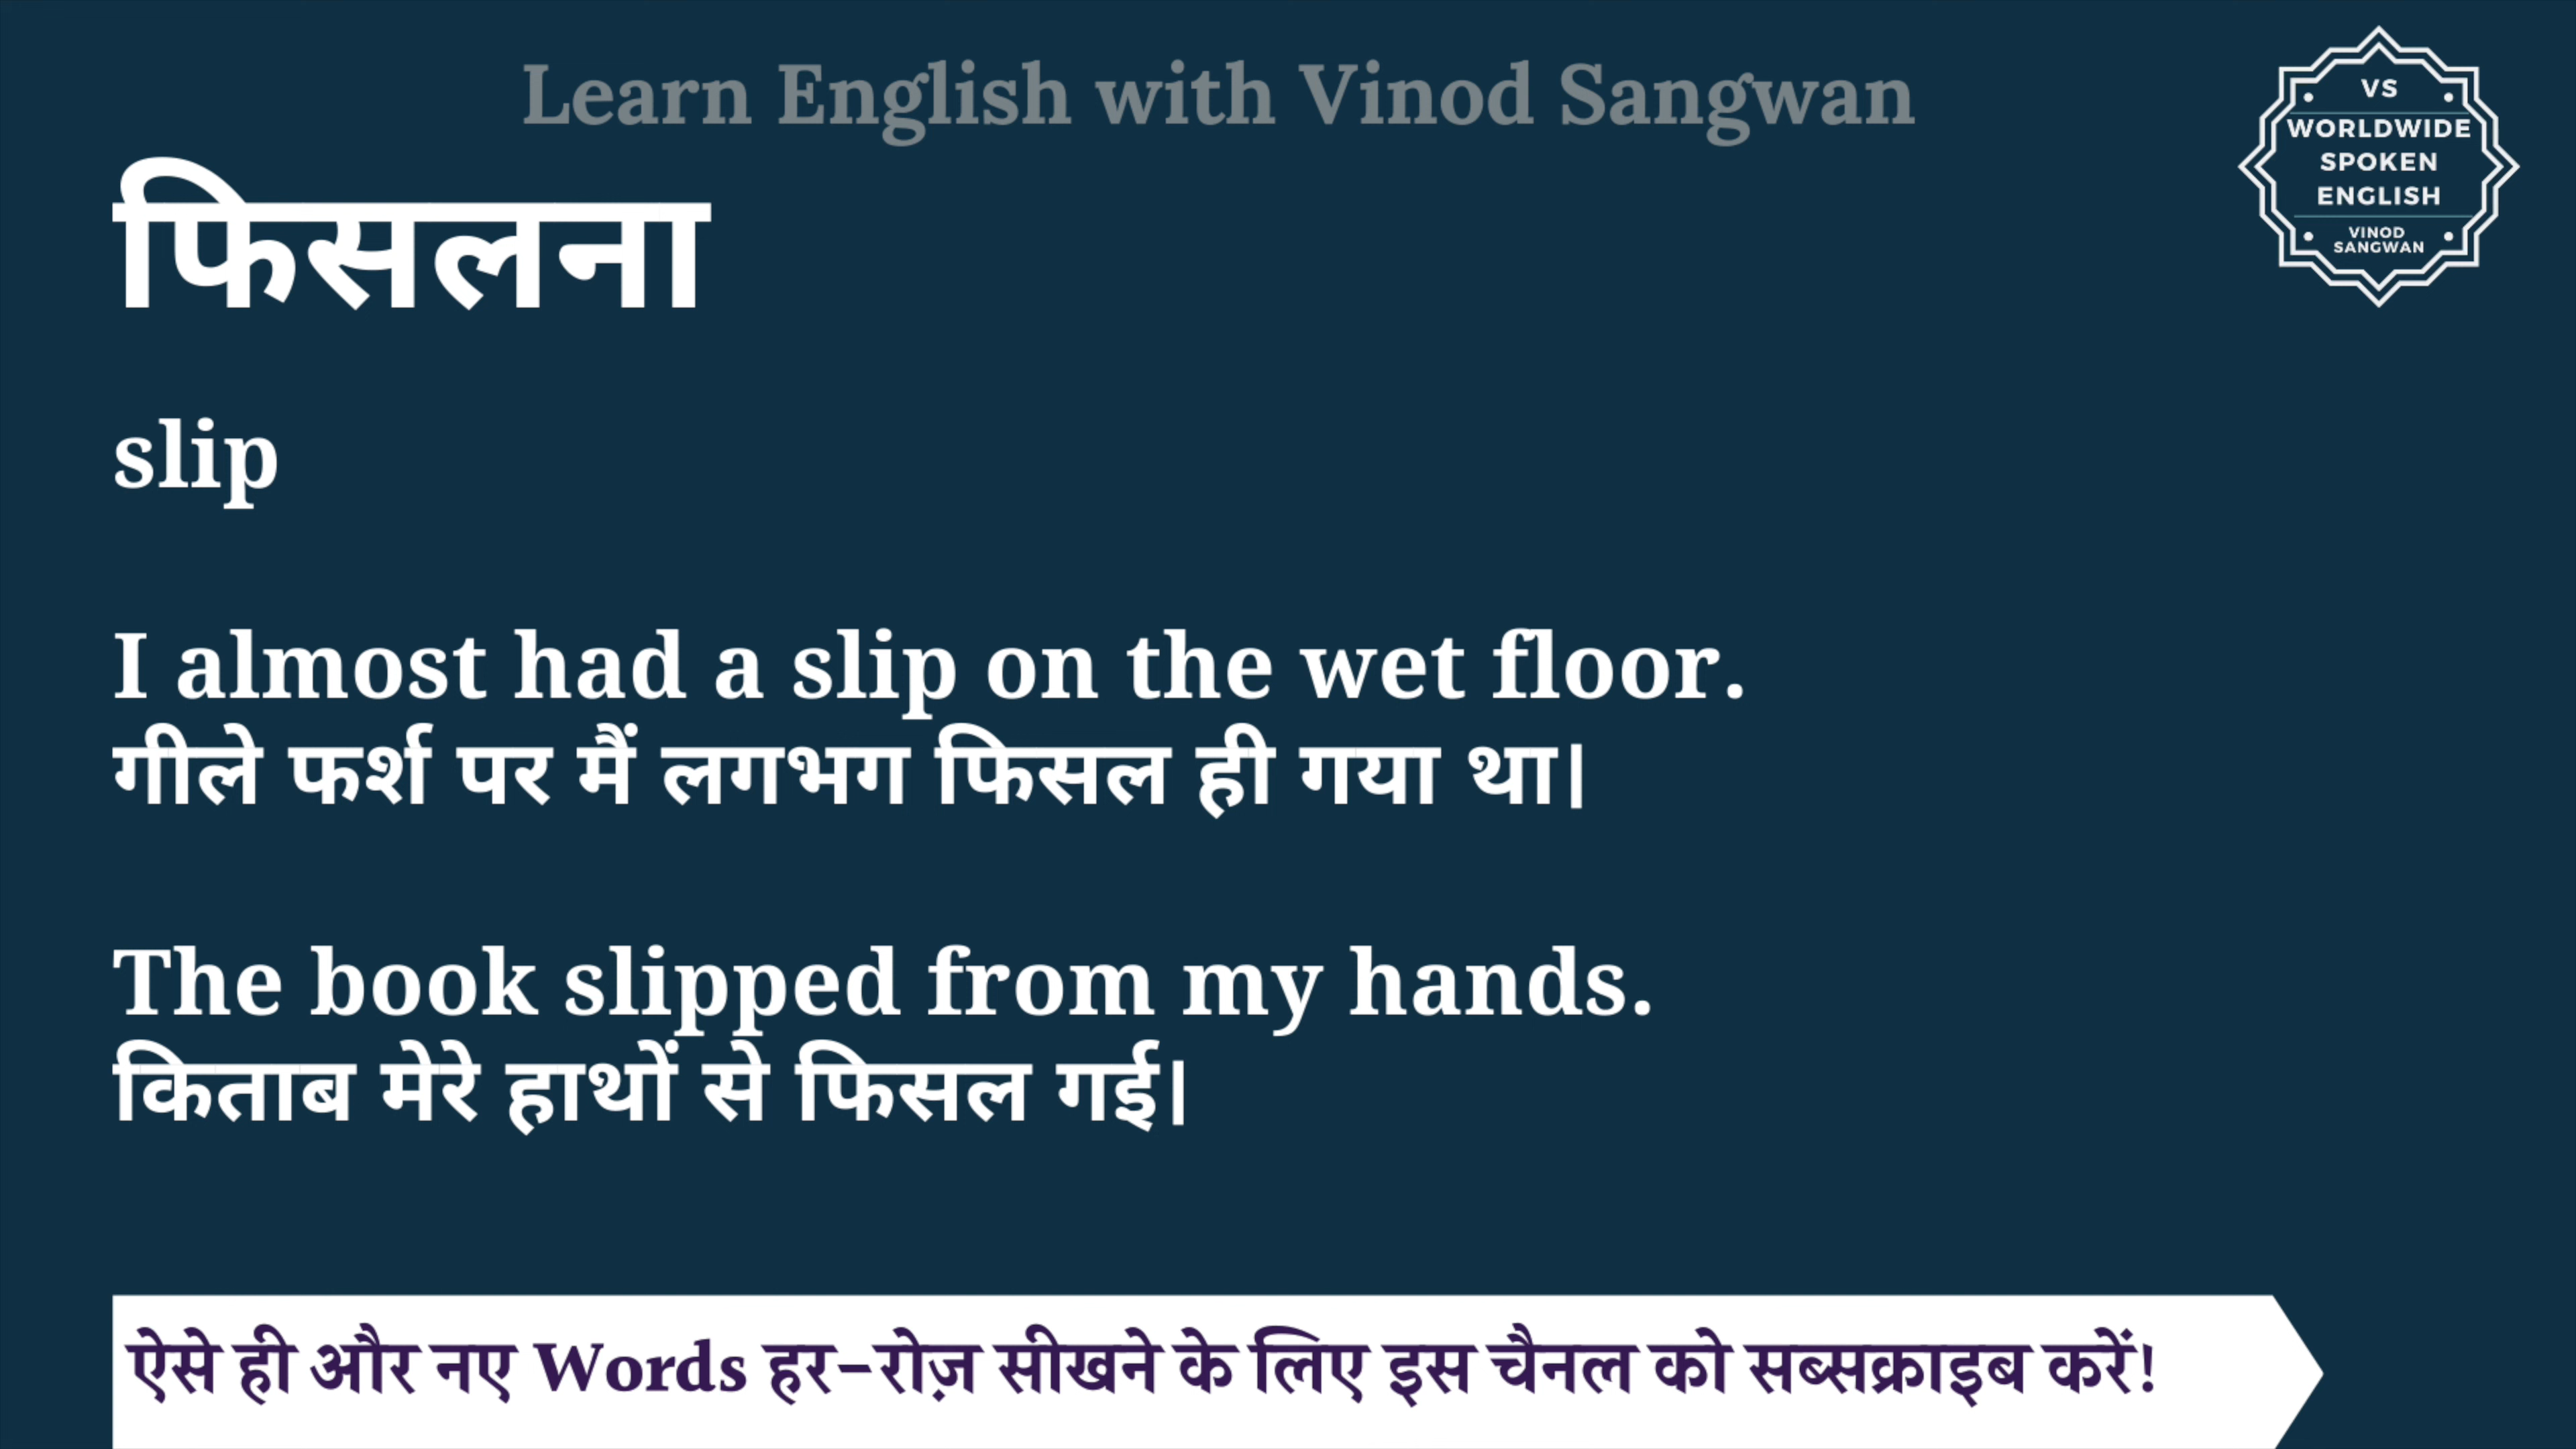 Learn English with Vinod Sangwan
VS
WORLDWIDE
SPOKEN
ENGLISH
VINOD
SANGWAN
फिसलना
slip
I almost had a slip on the wet floor.
गीले फर्श पर मैं लगभग फिसल ही गया था।
The book slipped from my hands.
किताब मेरे हाथों से फिसल गई।
ऐसे ही और नए Words हर-रोज़ सीखने के लिए इस चैनल को सब्सक्राइब करें!